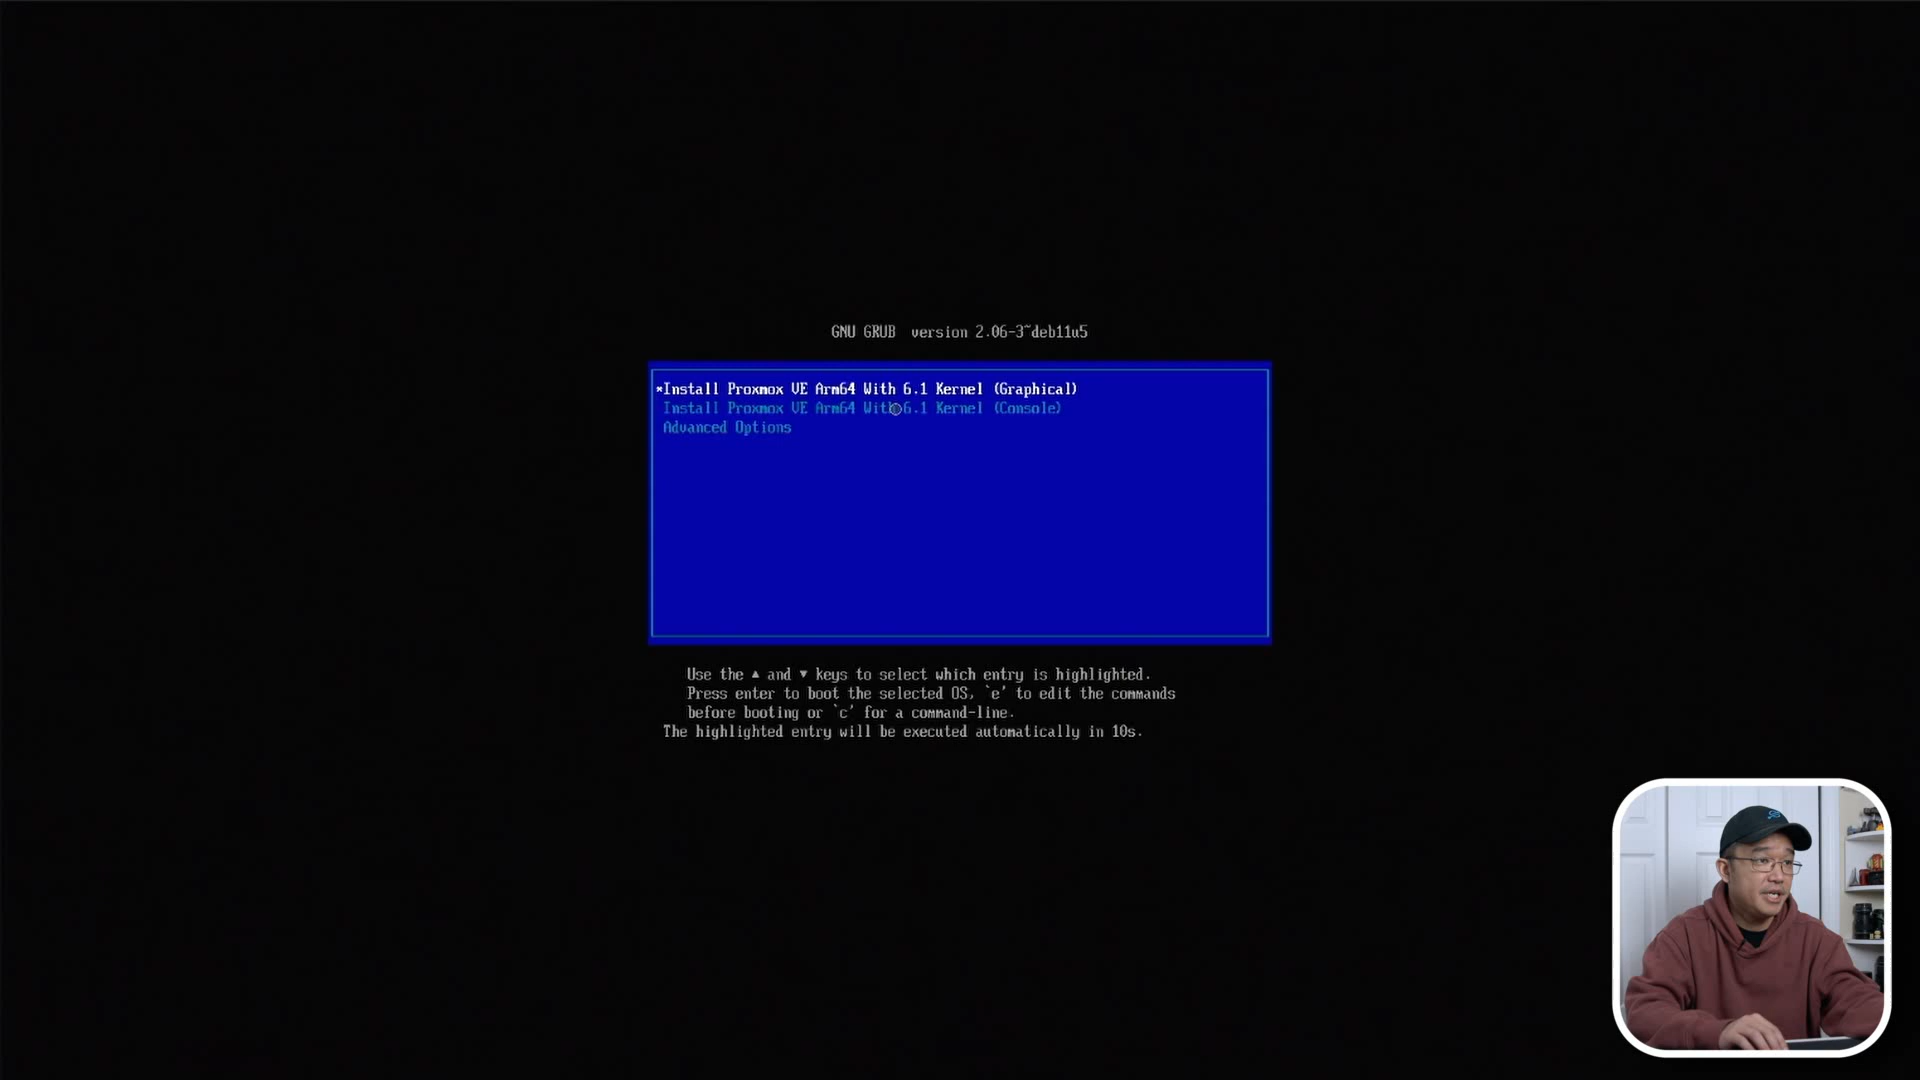 GNU GRUB  version 2.06-3~deb11u5
*Install Proxmox VE Arm64 With 6.1 Kernel (Graphical)
Install Proxmox VE Arm64 With 6.1 Kernel (Console)
Advanced Options
Use the ▲ and ▼ keys to select which entry is highlighted.
Press enter to boot the selected OS, `e' to edit the commands
before booting or `c' for a command-line.
The highlighted entry will be executed automatically in 10s.